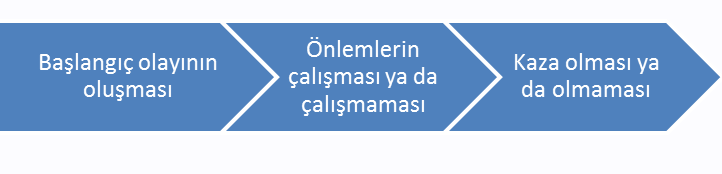 Başlangıç olayının
oluşması
Önlemlerin
çalışması ya da
çalışmaması
Kaza olması ya
da olmaması